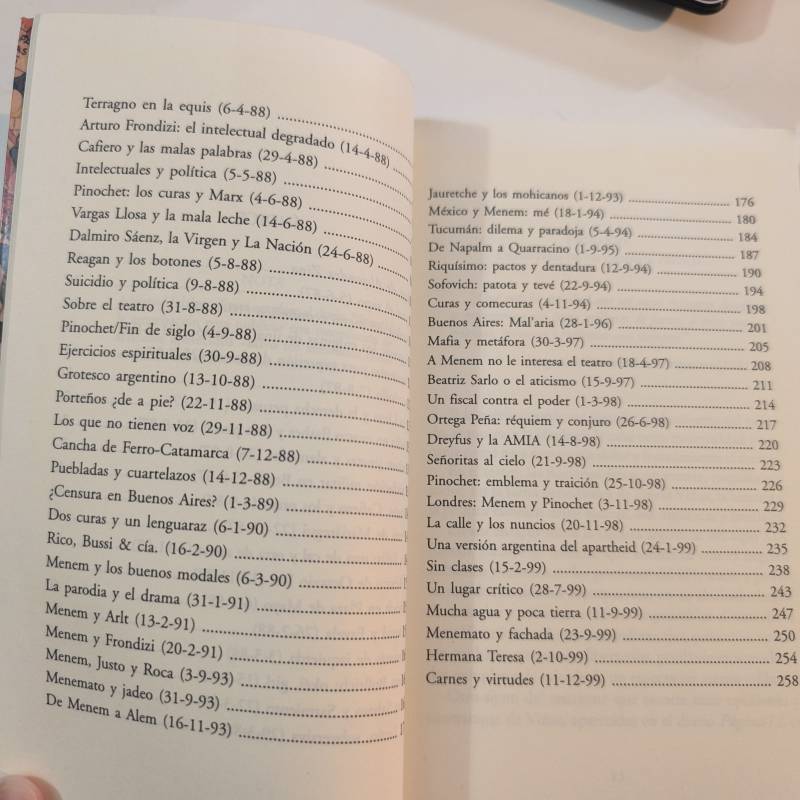 Terragno en la equis (6-4-88)
Arturo Frondizi: el intelectual degradado (14-4-88)
Cafiero y las malas palabras (29-4-88)
Intelectuales y política (5-5-88)
Pinochet: los curas y Marx (4-6-88)
Vargas Llosa y la mala leche (14-6-88)
Dalmiro Sáenz, la Virgen y La Nación (24-6-88)
Reagan y los botones (5-8-88)
Suicidio y política (9-8-88)
Sobre el teatro (31-8-88)
Pinochet/Fin de siglo (4-9-88)
Ejercicios espirituales (30-9-88)
Grotesco argentino (13-10-88)
Porteños ¿de a pie? (22-11-88)
Los que no tienen voz (29-11-88)
Cancha de Ferro-Catamarca (7-12-88)
Puebladas y cuartelazos (14-12-88)
¿Censura en Buenos Aires? (1-3-89)
Dos curas y un lenguaraz (6-1-90)
Rico, Bussi & cía. (16-2-90)
Menem y los buenos modales (6-3-90)
La parodia y el drama (31-1-91)
Menem y Arlt (13-2-91)
Menem y Frondizi (20-2-91)
Menem, Justo y Roca (3-9-93)
Menemato y jadeo (31-9-93)
De Menem a Alem (16-11-93)
Jauretche y los mohicanos (1-12-93) 176
México y Menem: mé (18-1-94) 180
Tucumán: dilema y paradoja (5-4-94) 184
De Napalm a Quarracino (1-9-95) 187
Riquísimo: pactos y dentadura (12-9-94) 190
Sofovich: patota y tevé (22-9-94) 194
Curas y comecuras (4-11-94) 198
Buenos Aires: Mal'aria (28-1-96) 201
Mafia y metáfora (30-3-97) 205
A Menem no le interesa el teatro (18-4-97) 208
Beatriz Sarlo o el aticismo (15-9-97) 211
Un fiscal contra el poder (1-3-98) 214
Ortega Peña: réquiem y conjuro (26-6-98) 217
Dreyfus y la AMIA (14-8-98) 220
Señoritas al cielo (21-9-98) 223
Pinochet: emblema y traición (25-10-98) 226
Londres: Menem y Pinochet (3-11-98) 229
La calle y los nuncios (20-11-98) 232
Una versión argentina del apartheid (24-1-99) 235
Sin clases (15-2-99) 238
Un lugar crítico (28-7-99) 243
Mucha agua y poca tierra (11-9-99) 247
Menemato y fachada (23-9-99) 250
Hermana Teresa (2-10-99) 254
Carnes y virtudes (11-12-99) 258